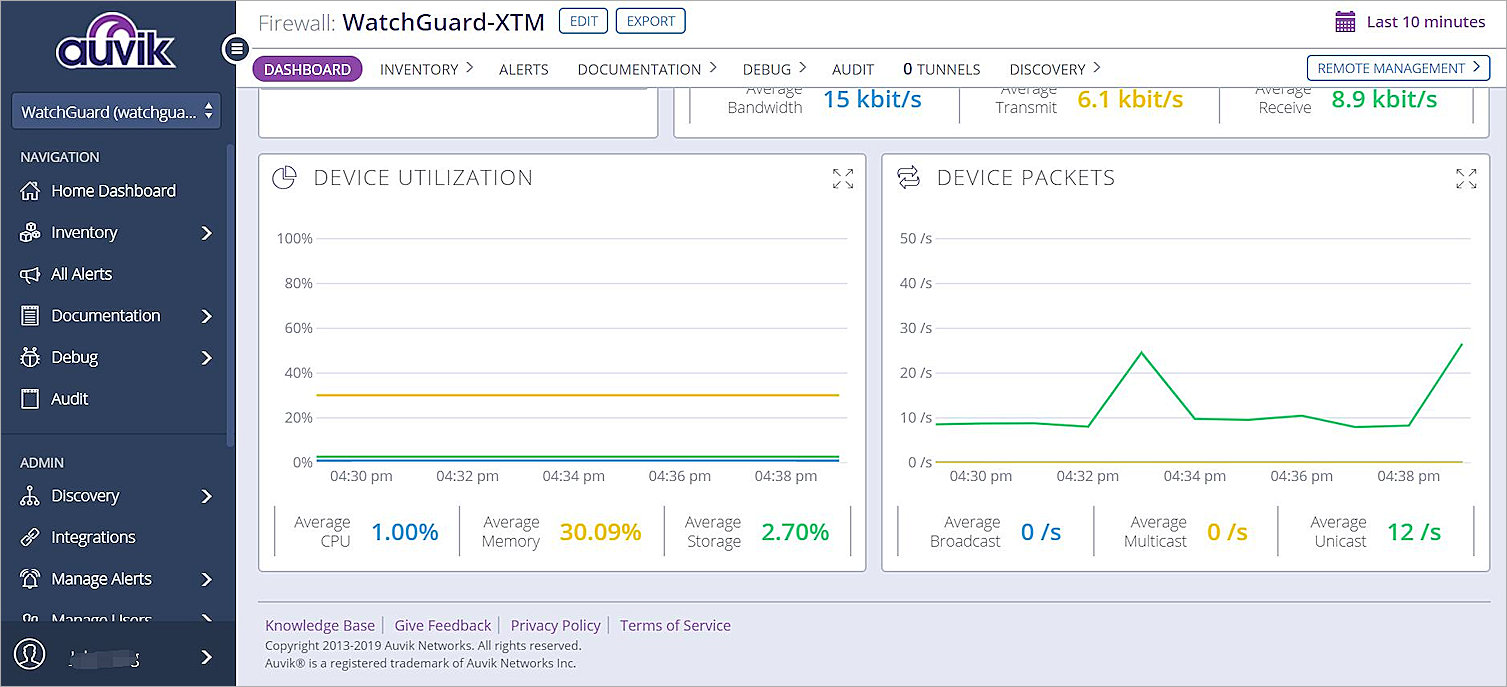 auvik
WatchGuard (watchgua...
NAVIGATION
Home Dashboard
Inventory
All Alerts
Documentation
Debug
Audit
ADMIN
Discovery
Integrations
Manage Alerts
Manage Users
Firewall: WatchGuard-XTM EDIT EXPORT Last 10 minutes
DASHBOARD INVENTORY ALERTS DOCUMENTATION DEBUG AUDIT 0 TUNNELS DISCOVERY REMOTE MANAGEMENT
Average Bandwidth 15 kbit/s
Average Transmit 6.1 kbit/s
Average Receive 8.9 kbit/s
DEVICE UTILIZATION
100%
80%
60%
40%
20%
0%
04:30 pm 04:32 pm 04:34 pm 04:36 pm 04:38 pm
Average CPU 1.00%
Average Memory 30.09%
Average Storage 2.70%
DEVICE PACKETS
50 /s
40 /s
30 /s
20 /s
10 /s
0 /s
04:30 pm 04:32 pm 04:34 pm 04:36 pm 04:38 pm
Average Broadcast 0 /s
Average Multicast 0 /s
Average Unicast 12 /s
Knowledge Base Give Feedback Privacy Policy Terms of Service
Copyright 2013-2019 Auvik Networks. All rights reserved.
Auvik® is a registered trademark of Auvik Networks Inc.